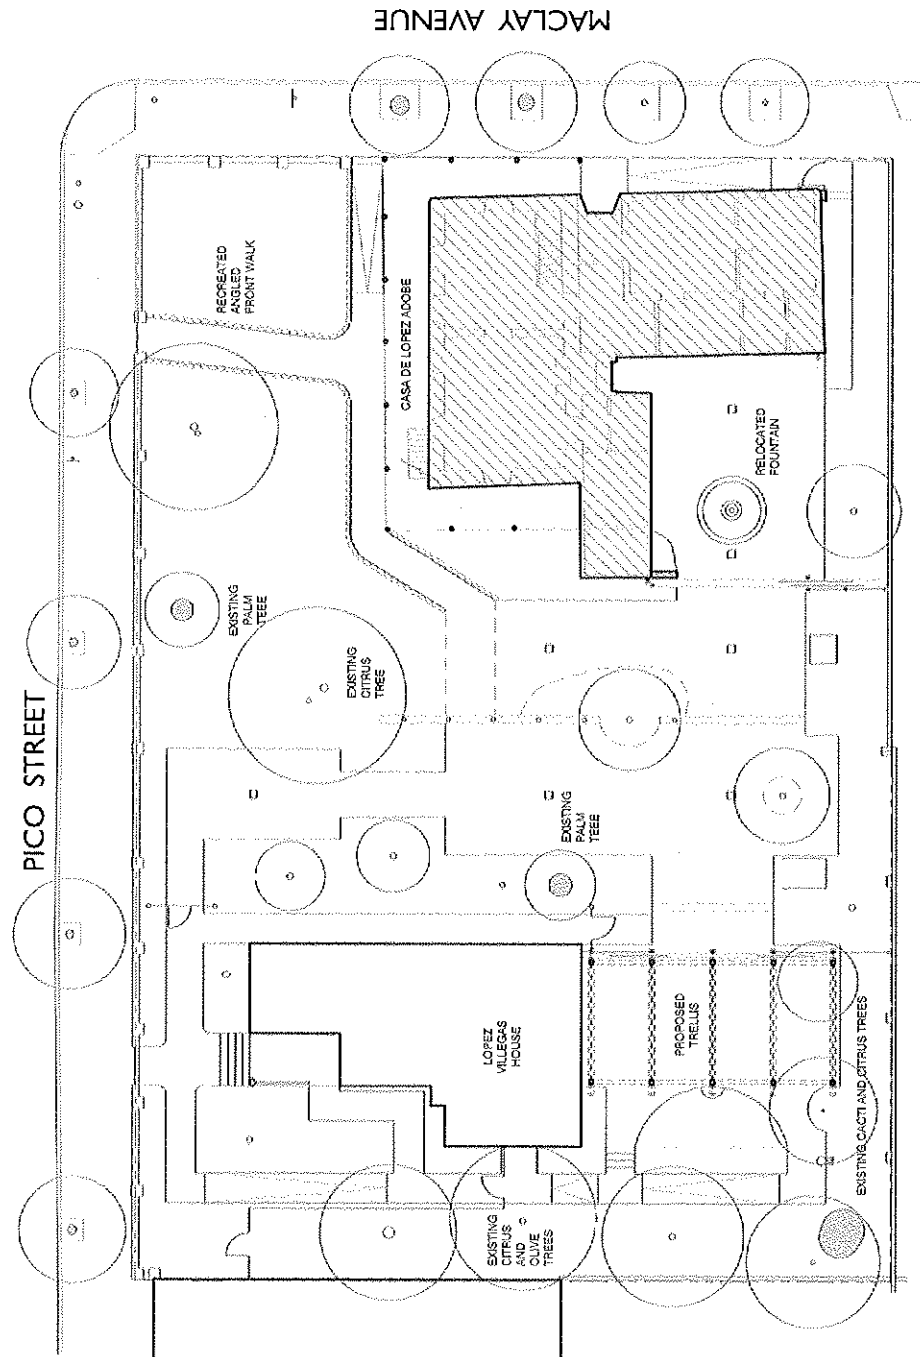 MACLAY AVENUE
PICO STREET
RECREATED
ANGLED
FRONT WALK
CASA DE LOPEZ ADOBE
RELOCATED
FOUNTAIN
EXISTING
PALM
TEEE
EXISTING
CITRUS
TREE
EXISTING
PALM
TEEE
LOPEZ
VILLEGAS
HOUSE
PROPOSED
TRELLIS
EXISTING CACTI AND CITRUS TREES
EXISTING
CITRUS
AND
OLIVE
TREES